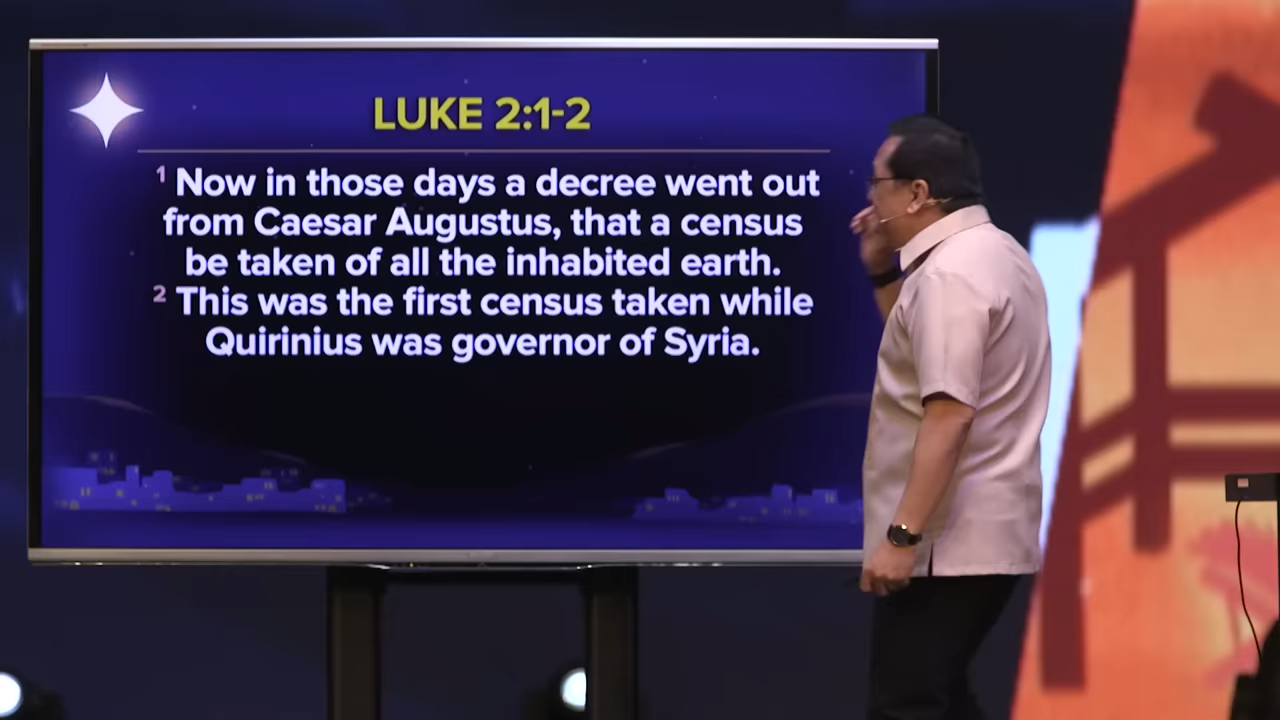 LUKE 2:1-2
1 Now in those days a decree went out
from Caesar Augustus, that a census
be taken of all the inhabited earth.
2 This was the first census taken while
Quirinius was governor of Syria.